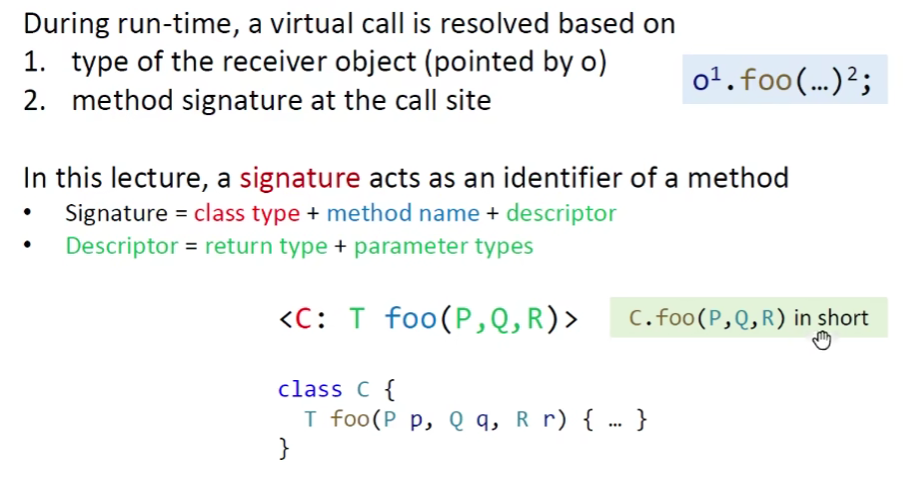 During run-time, a virtual call is resolved based on
1. type of the receiver object (pointed by o)
2. method signature at the call site
o¹.foo(…)²;
In this lecture, a signature acts as an identifier of a method
• Signature = class type + method name + descriptor
• Descriptor = return type + parameter types
<C: T foo(P,Q,R)>
C.foo(P,Q,R) in short
class C {
T foo(P p, Q q, R r) { … }
}